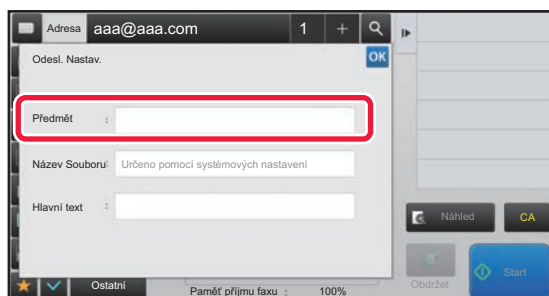 Adresa aaa@aaa.com 1 +
Odesl. Nastav. OK
Předmět :
Název Souboru: Určeno pomocí systémových nastavení
Hlavní text :
Náhled CA
Ostatní
Paměť příjmu faxu : 100%
Obdržet Start